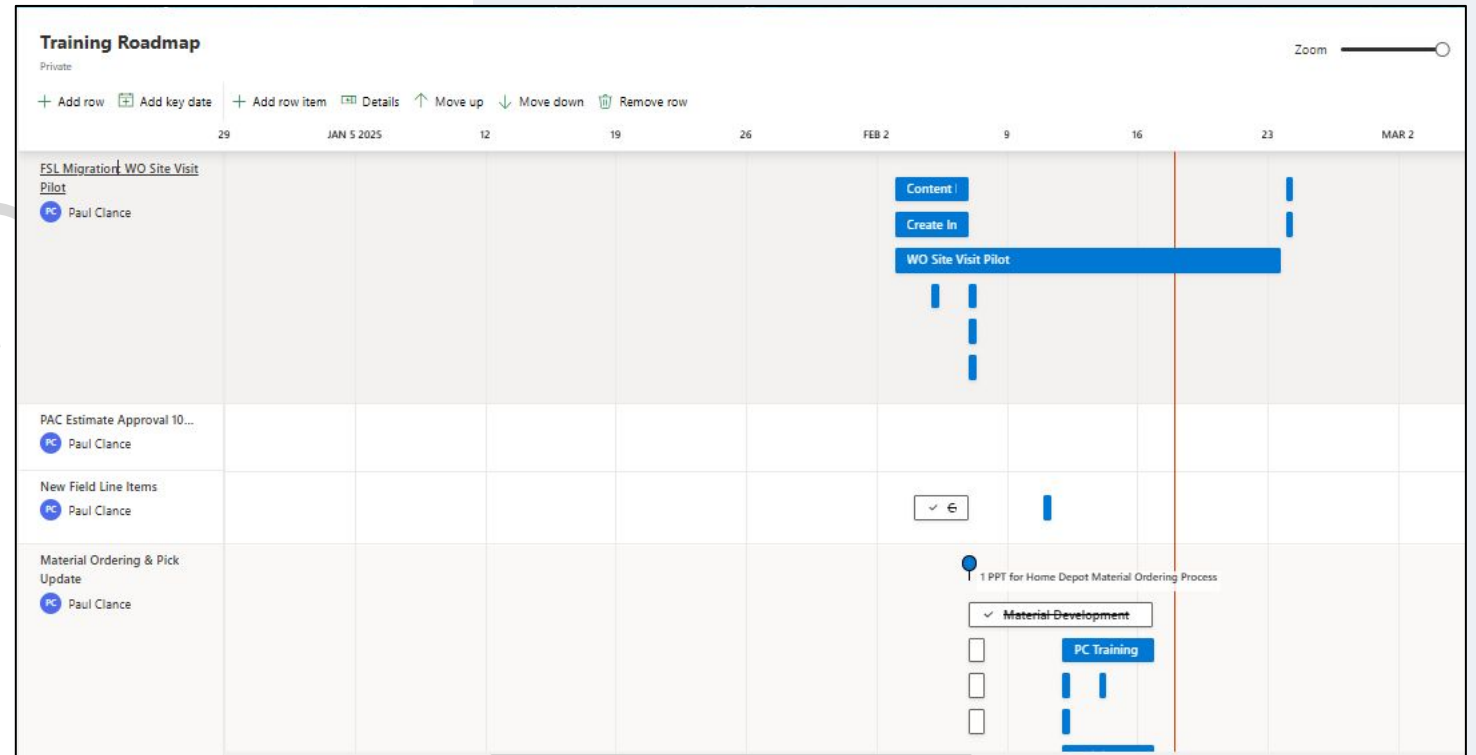 Training Roadmap
Private
Zoom
Add row Add key date Add row item Details Move up Move down Remove row
29 JAN 5 2025 12 19 26 FEB 2 9 16 23 MAR 2
FSL Migration: WO Site Visit
Pilot
PC Paul Clance
Content
Create In
WO Site Visit Pilot
PAC Estimate Approval 10...
PC Paul Clance
New Field Line Items
PC Paul Clance
Material Ordering & Pick
Update
PC Paul Clance
1 PPT for Home Depot Material Ordering Process
Material Development
PC Training